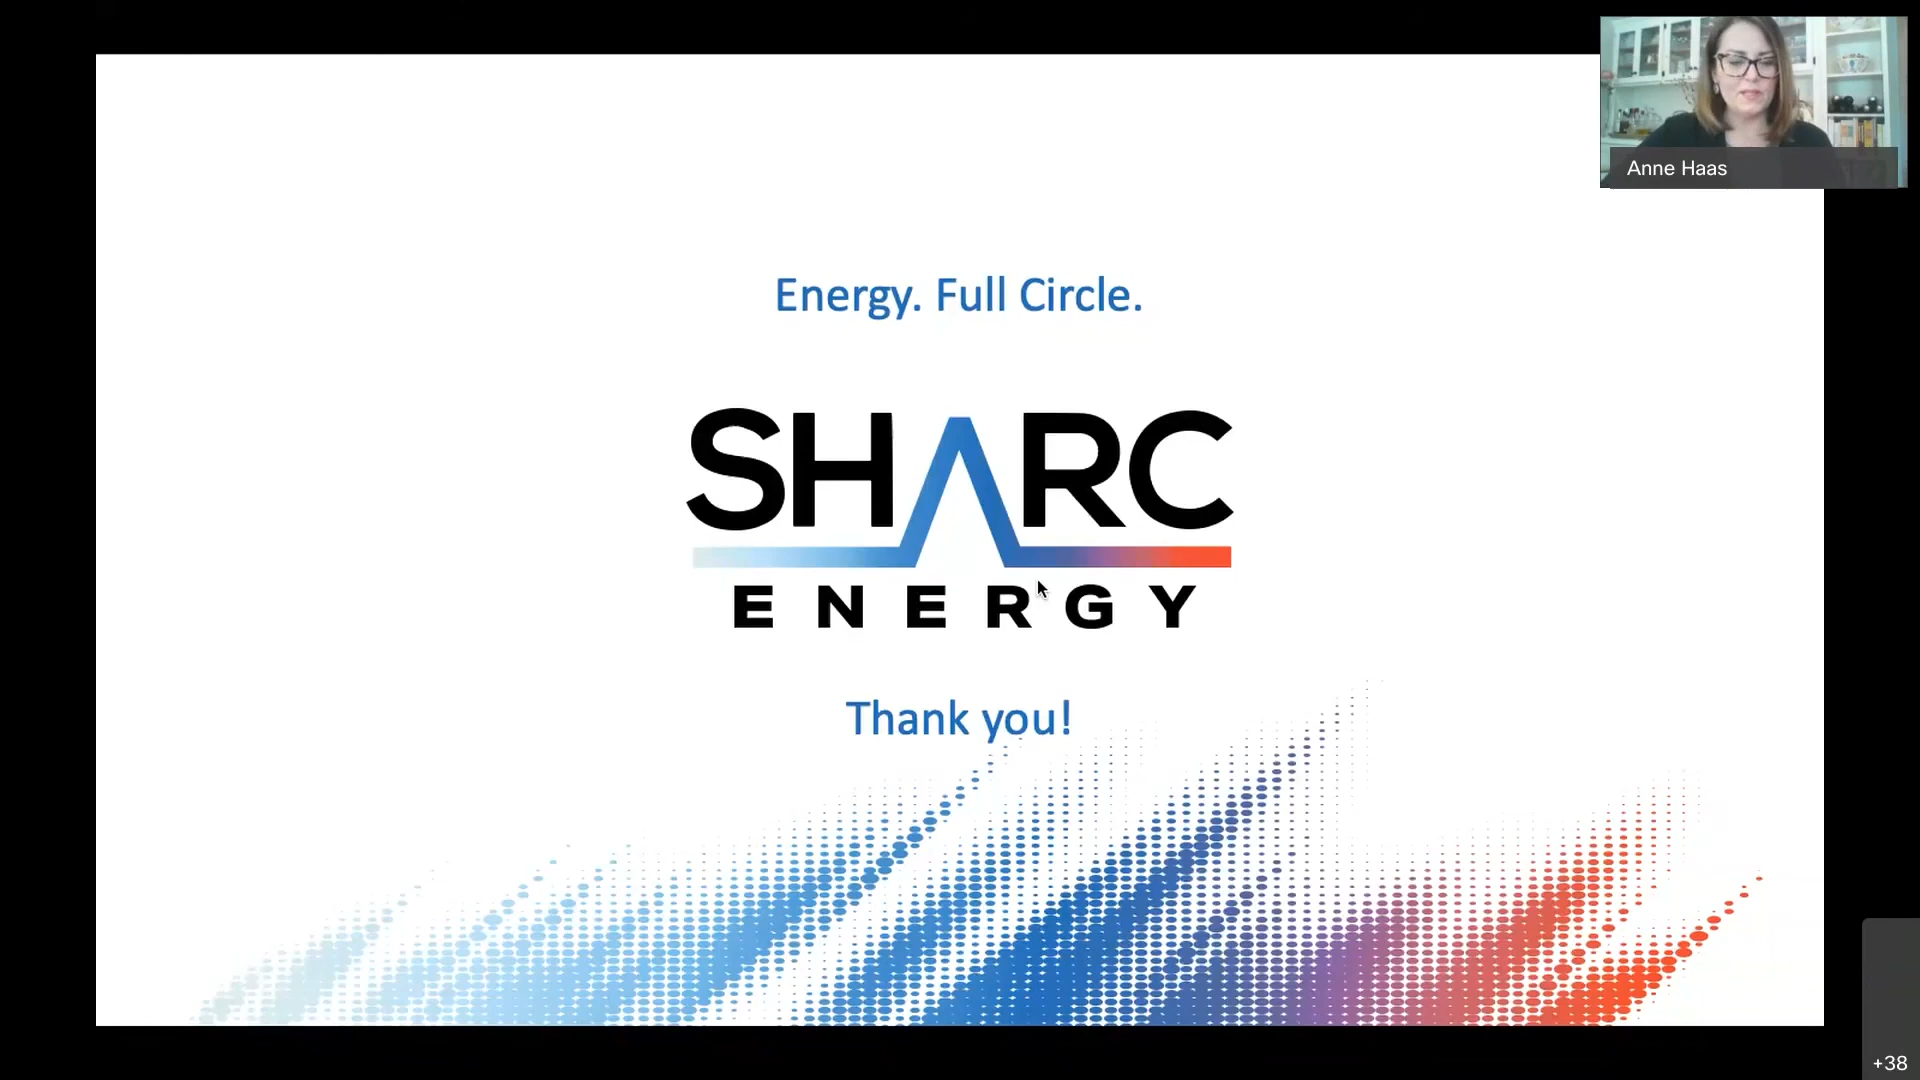 Anne Haas
Energy. Full Circle.
SHARC
ENERGY
Thank you!
+38